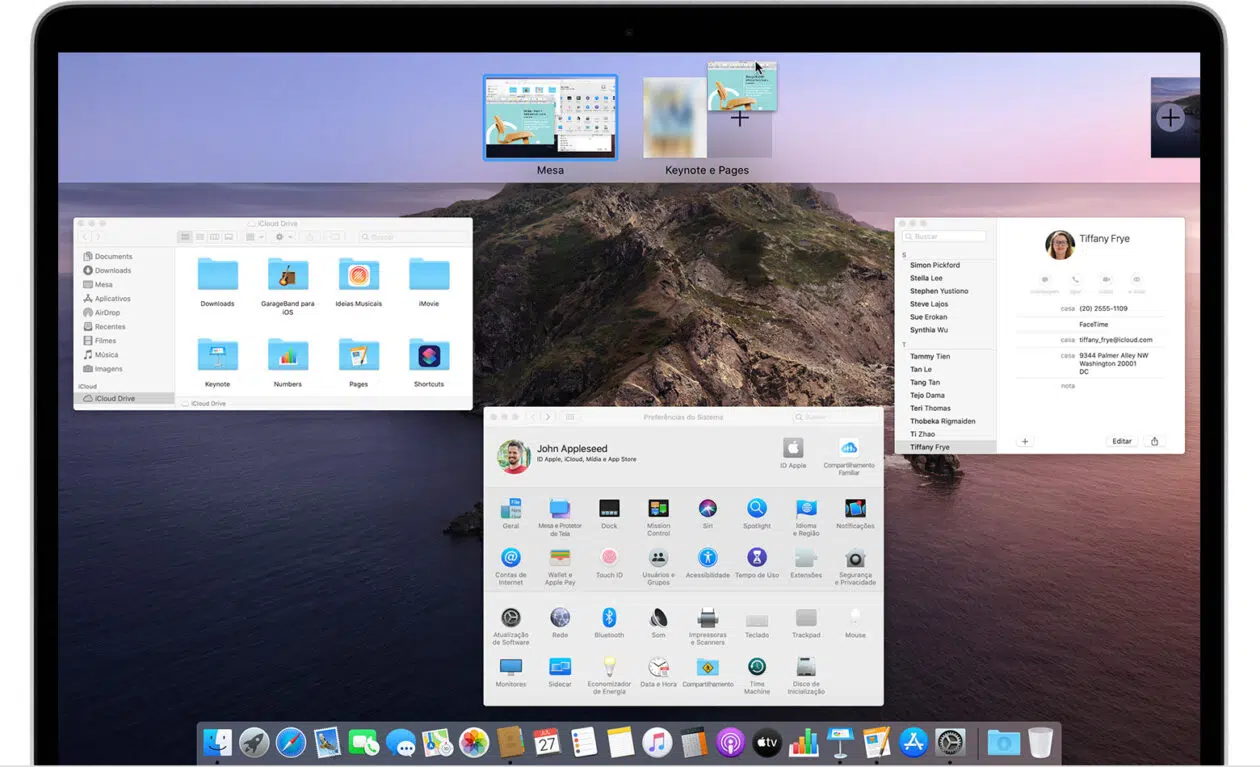 Mesa
Keynote e Pages
iCloud Drive
Buscar
Documents
Downloads
Mesa
Aplicativos
AirDrop
Recentes
Filmes
Música
Imagens
iCloud
iCloud Drive
Downloads
GarageBand para
iOS
Ideias Musicais
iMovie
Keynote
Numbers
Pages
Shortcuts
iCloud Drive
Buscar
S
Simon Pickford
Stella Lee
Stephen Yustiono
Steve Lajos
Sue Erokan
Synthia Wu
T
Tammy Tien
Tan Le
Tang Tan
Tejo Dama
Teri Thomas
Thobeka Rigmaiden
Ti Zhao
Tiffany Frye
Tiffany Frye
casa (20) 2555-1109
FaceTime
casa tiffany_frye@icloud.com
casa 9344 Palmer Alley NW
Washington 20001
DC
nota
Editar
Preferências do Sistema
John Appleseed
ID Apple, iCloud, Mídia e App Store
ID Apple
Compartilhamento
Familiar
Geral
Mesa e Protetor
de Tela
Dock
Mission
Control
Siri
Spotlight
Idioma
e Região
Notificações
Contas de
Internet
Wallet e
Apple Pay
Touch ID
Usuários e
Grupos
Acessibilidade
Tempo de Uso
Extensões
Segurança
e Privacidade
Atualização
de Software
Rede
Bluetooth
Som
Impressoras
e Scanners
Teclado
Trackpad
Mouse
Monitores
Sidecar
Economizador
de Energia
Data e Hora
Compartilhamento
Time
Machine
Disco de
Inicialização
27
tv